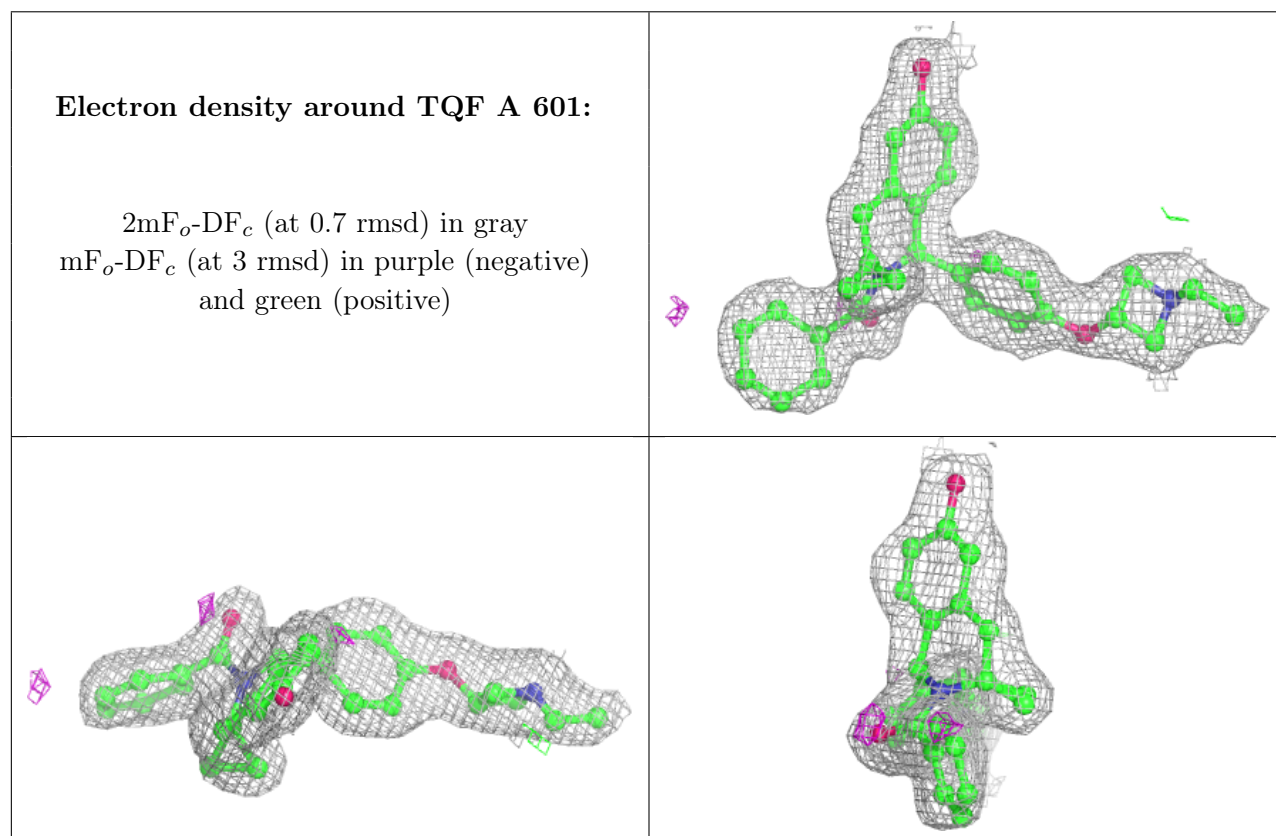 Electron density around TQF A 601:
2mFo-DFc (at 0.7 rmsd) in gray
mFo-DFc (at 3 rmsd) in purple (negative)
and green (positive)